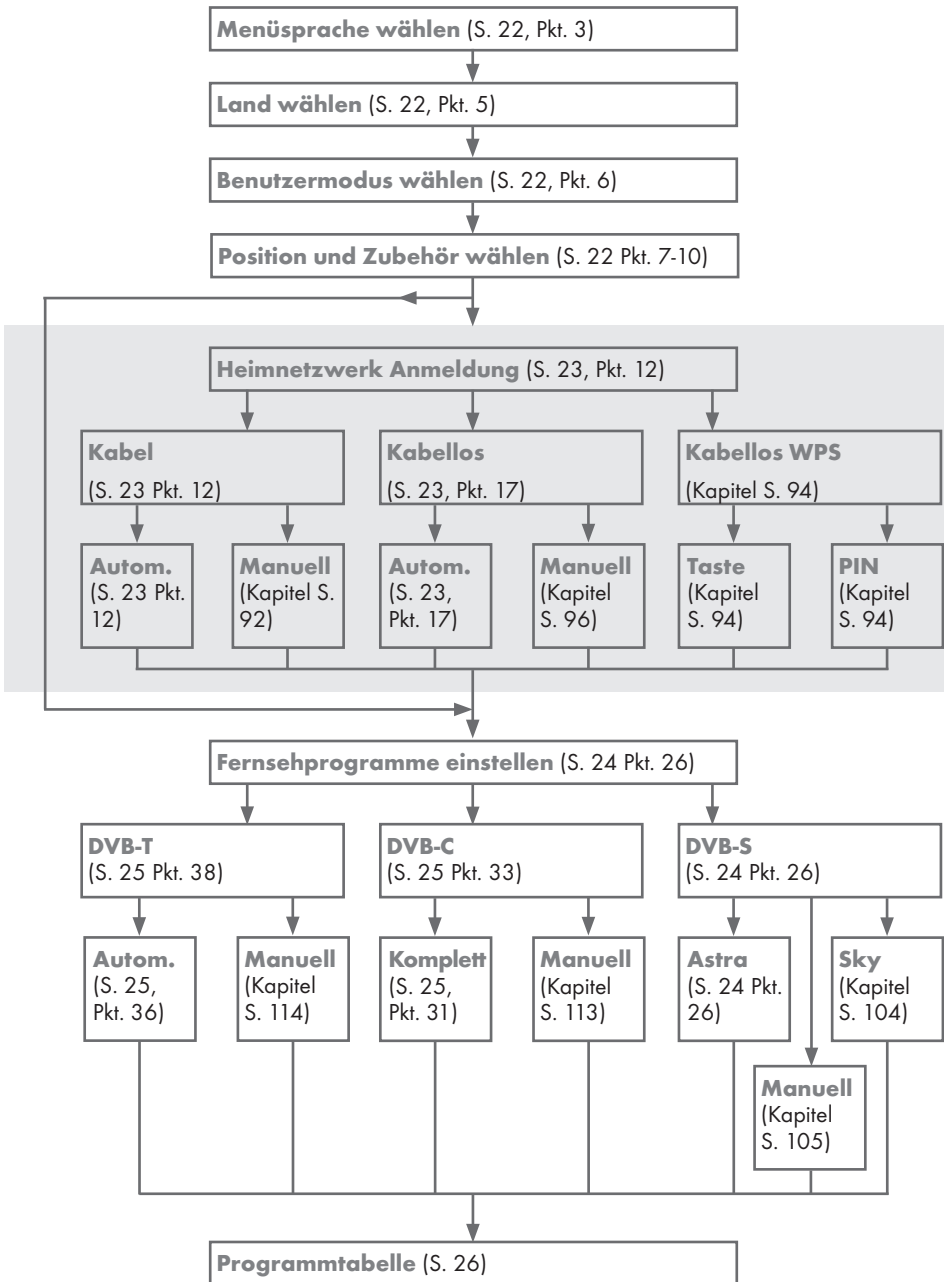 Menüsprache wählen (S. 22, Pkt. 3)
Land wählen (S. 22, Pkt. 5)
Benutzermodus wählen (S. 22, Pkt. 6)
Position und Zubehör wählen (S. 22 Pkt. 7-10)
Heimnetzwerk Anmeldung (S. 23, Pkt. 12)
Kabel
(S. 23 Pkt. 12)
Kabellos
(S. 23, Pkt. 17)
Kabellos WPS
(Kapitel S. 94)
Autom.
(S. 23 Pkt.
12)
Manuell
(Kapitel S.
92)
Autom.
(S. 23,
Pkt. 17)
Manuell
(Kapitel
S. 96)
Taste
(Kapitel
S. 94)
PIN
(Kapitel
S. 94)
Fernsehprogramme einstellen (S. 24 Pkt. 26)
DVB-T
(S. 25 Pkt. 38)
DVB-C
(S. 25 Pkt. 33)
DVB-S
(S. 24 Pkt. 26)
Autom.
(S. 25,
Pkt. 36)
Manuell
(Kapitel
S. 114)
Komplett
(S. 25,
Pkt. 31)
Manuell
(Kapitel
S. 113)
Astra
(S. 24 Pkt.
26)
Sky
(Kapitel
S. 104)
Manuell
(Kapitel
S. 105)
Programmtabelle (S. 26)